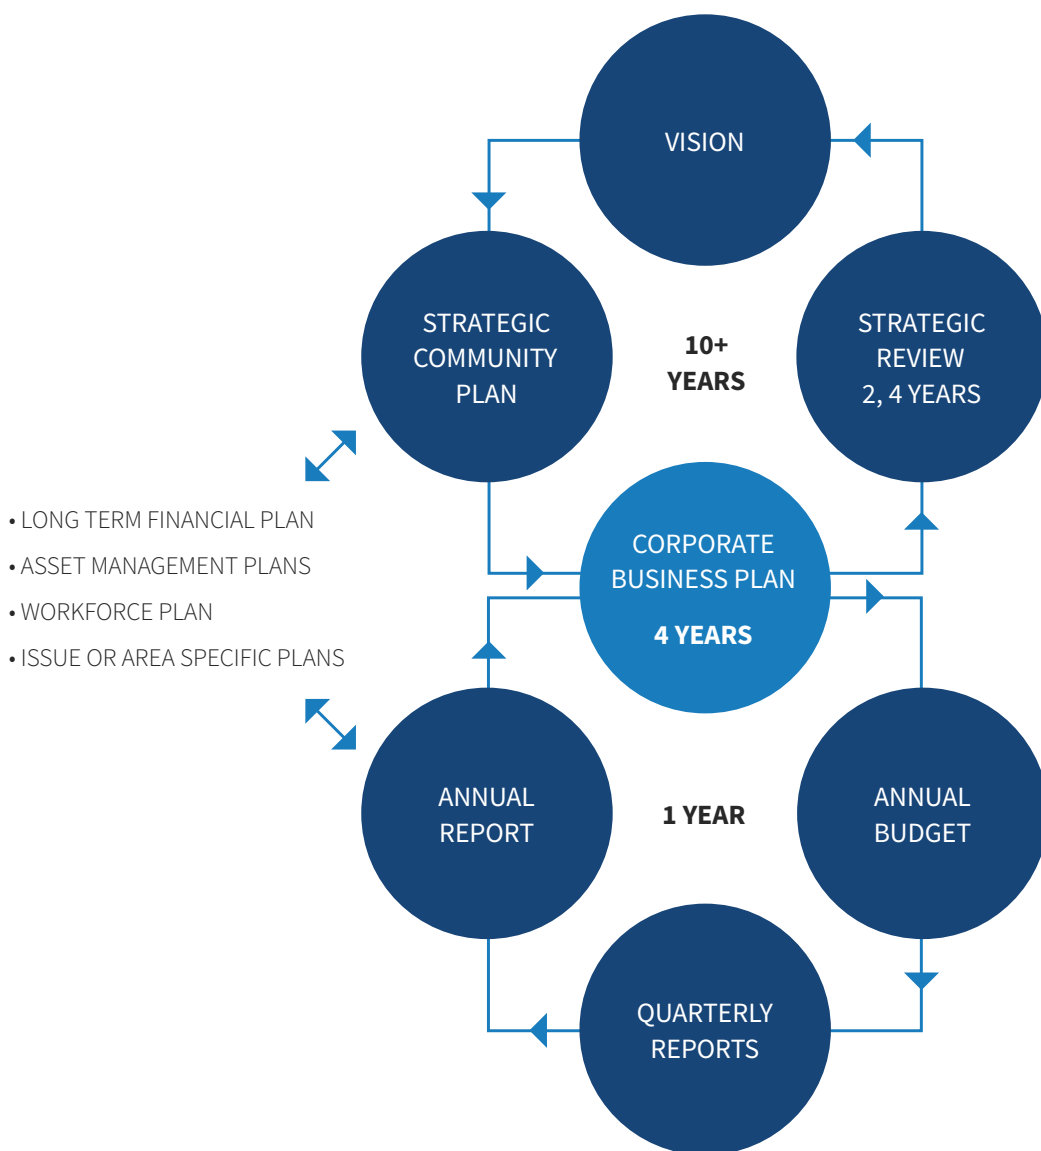 VISION
STRATEGIC
COMMUNITY
PLAN
10+
YEARS
STRATEGIC
REVIEW
2, 4 YEARS
• LONG TERM FINANCIAL PLAN
• ASSET MANAGEMENT PLANS
• WORKFORCE PLAN
• ISSUE OR AREA SPECIFIC PLANS
CORPORATE
BUSINESS PLAN
4 YEARS
ANNUAL
REPORT
1 YEAR
ANNUAL
BUDGET
QUARTERLY
REPORTS